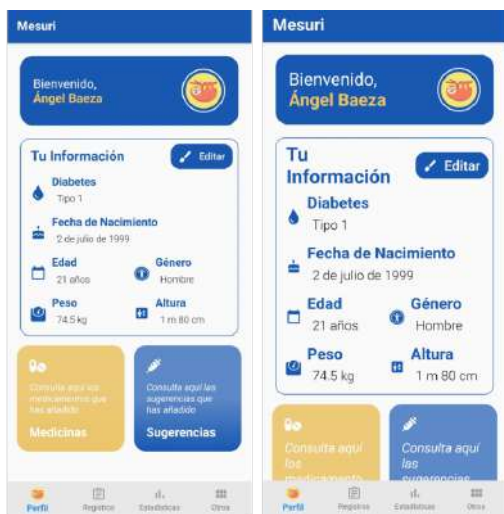 Mesuri
Bienvenido,
Ángel Baeza
Tu Información
Editar
Diabetes
Tipo 1
Fecha de Nacimiento
2 de julio de 1999
Edad
21 años
Género
Hombre
Peso
74.5 kg
Altura
1 m 80 cm
Consulta aquí los
medicamentos que
has añadido
Medicinas
Consulta aquí las
sugerencias que
has añadido
Sugerencias
Perfil
Registros
Estadísticas
Otros
Mesuri
Bienvenido,
Ángel Baeza
Tu
Información
Editar
Diabetes
Tipo 1
Fecha de Nacimiento
2 de julio de 1999
Edad
21 años
Género
Hombre
Peso
74.5 kg
Altura
1 m 80 cm
Consulta aquí
los
Consulta aquí
las
Perfil
Registros
Estadísticas
Otros